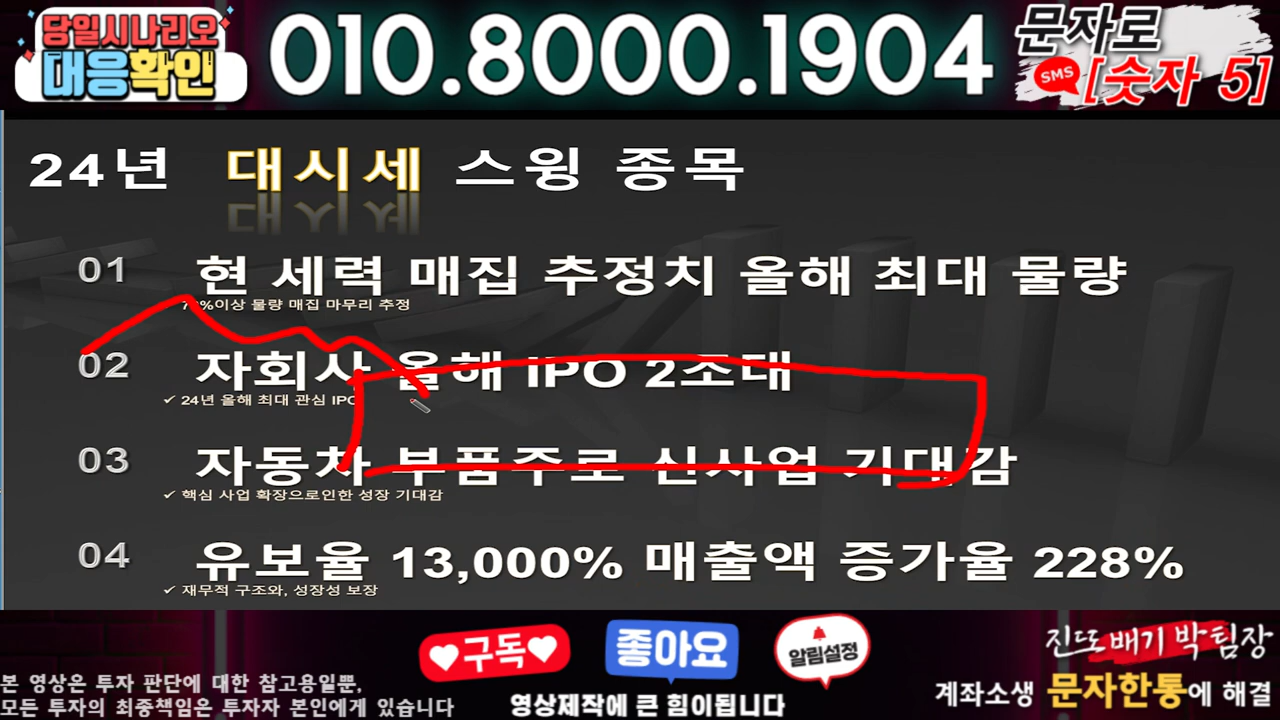 당일시나리오
대응확인
010.8000.1904
문자로
SMS [숫자 5]
24년 대시세 스윙 종목
01 현 세력 매집 추정치 올해 최대 물량
%이상 물량 매집 마무리 추정
02 자회사 올해 IPO 2조대
✓ 24년 올해 최대 관심 IPO
03 자동차 부품주로 신사업 기대감
✓ 핵심 사업 확장으로인한 성장 기대감
04 유보율 13,000% 매출액 증가율 228%
✓ 재무적 구조와, 성장성 보장
구독
좋아요
알림설정
진또배기 박팀장
본 영상은 투자 판단에 대한 참고용일뿐,
모든 투자의 최종책임은 투자자 본인에게 있습니다
영상제작에 큰 힘이됩니다
계좌소생 문자한통에 해결